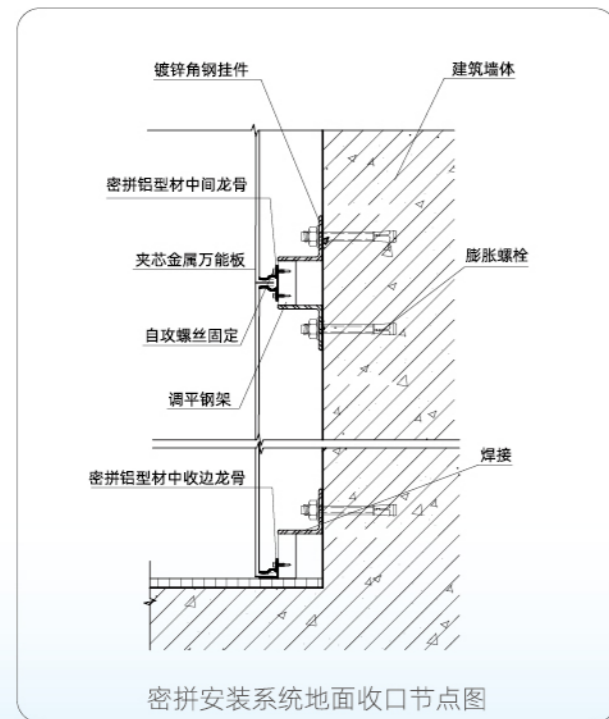 镀锌角钢挂件
建筑墙体
密拼铝型材中间龙骨
夹芯金属万能板
膨胀螺栓
自攻螺丝固定
调平钢架
焊接
密拼铝型材中收边龙骨
密拼安装系统地面收口节点图